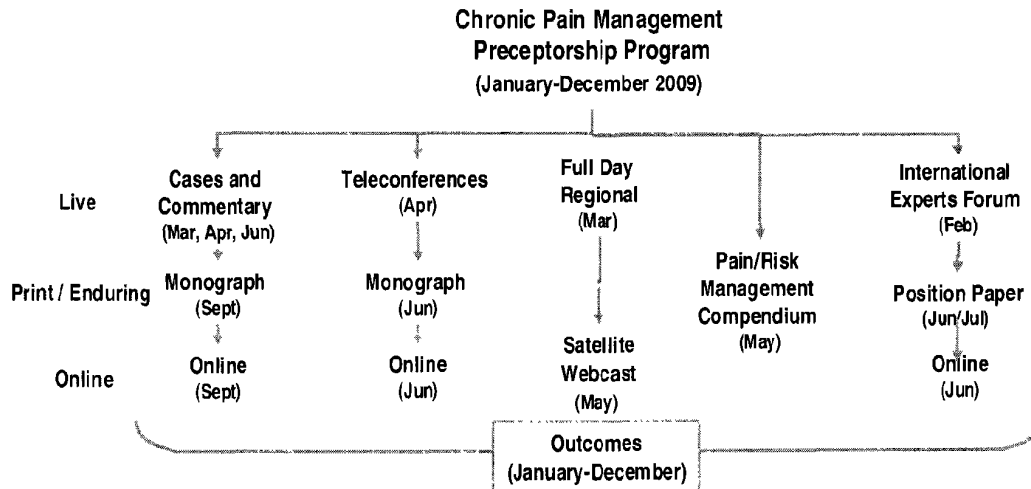 Chronic Pain Management
Preceptorship Program
(January-December 2009)
Live
Cases and
Commentary
(Mar, Apr, Jun)
Teleconferences
(Apr)
Full Day
Regional
(Mar)
International
Experts Forum
(Feb)
Print / Enduring
Monograph
(Sept)
Monograph
(Jun)
Pain/Risk
Management
Compendium
(May)
Position Paper
(Jun/Jul)
Online
Online
(Sept)
Online
(Jun)
Satellite
Webcast
(May)
Online
(Jun)
Outcomes
(January-December)